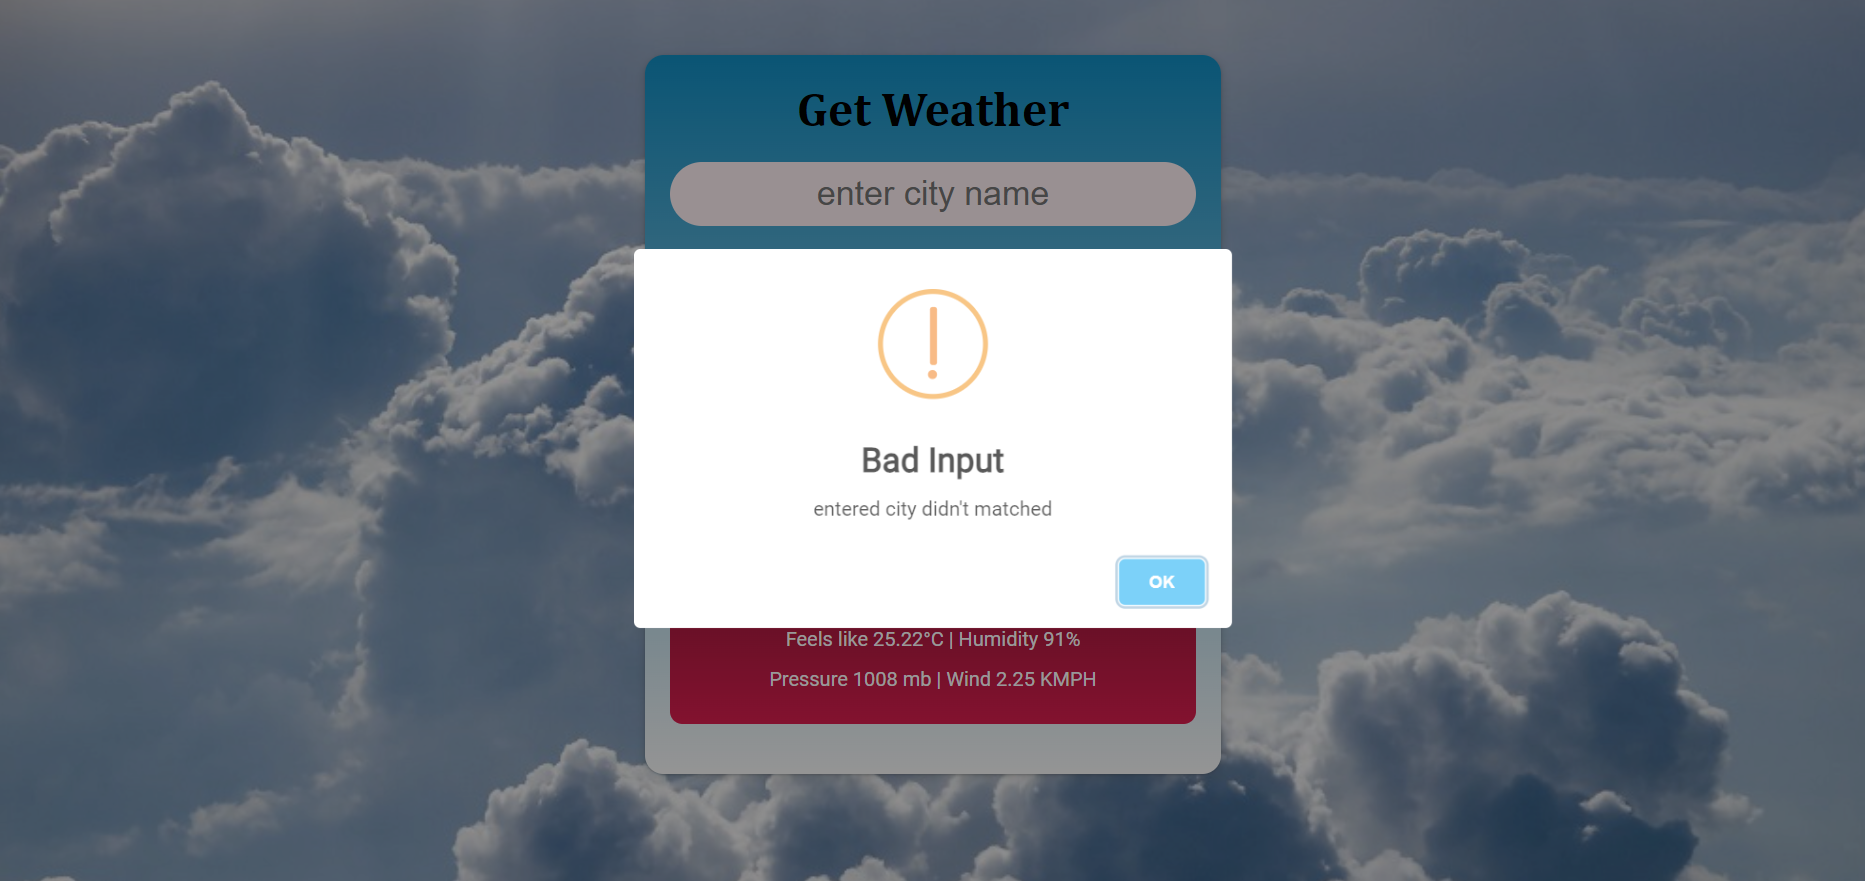 Get Weather
enter city name
Bad Input
entered city didn't matched
OK
Feels like 25.22°C | Humidity 91%
Pressure 1008 mb | Wind 2.25 KMPH